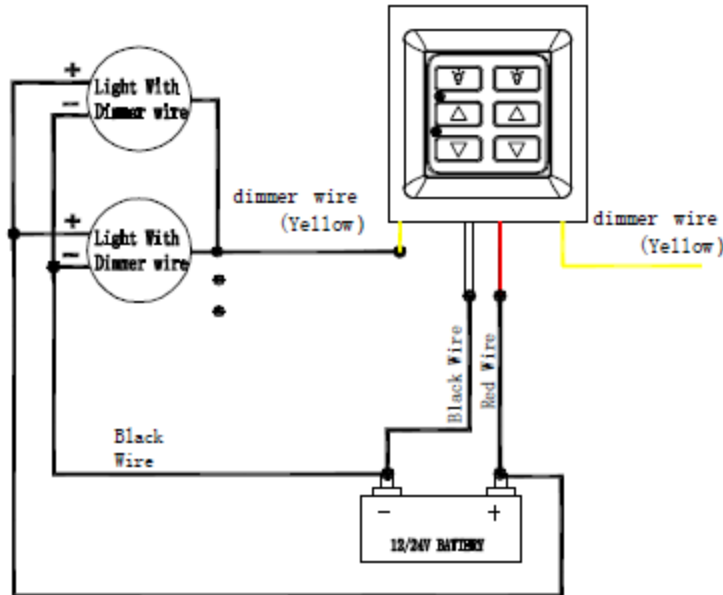 +
Light With
Dimmer wire
−
+
Light With
Dimmer wire
−
dimmer wire
(Yellow)
dimmer wire
(Yellow)
Black Wire
Red Wire
Black
Wire
−
+
12/24V BATTERY